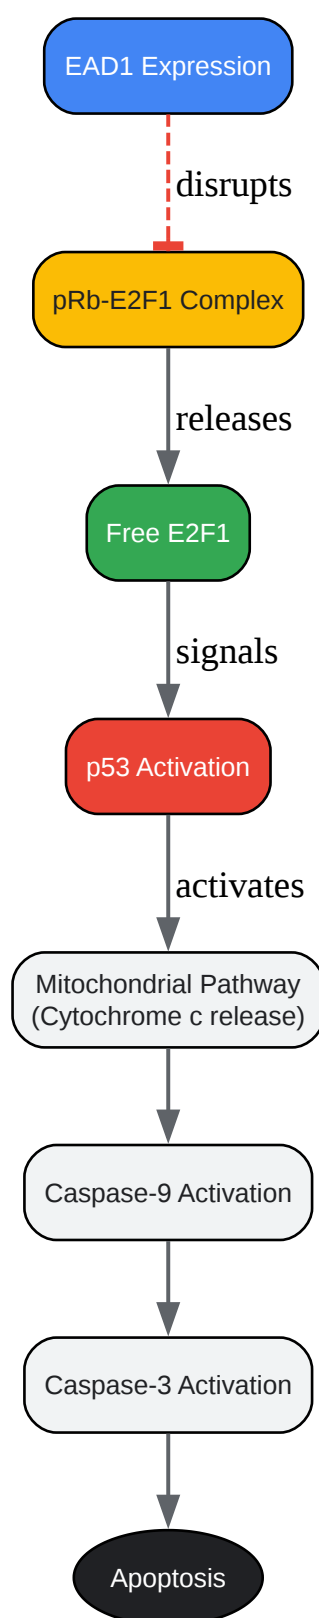 EAD1 Expression
disrupts
pRb-E2F1 Complex
releases
Free E2F1
signals
p53 Activation
activates
Mitochondrial Pathway
(Cytochrome c release)
Caspase-9 Activation
Caspase-3 Activation
Apoptosis